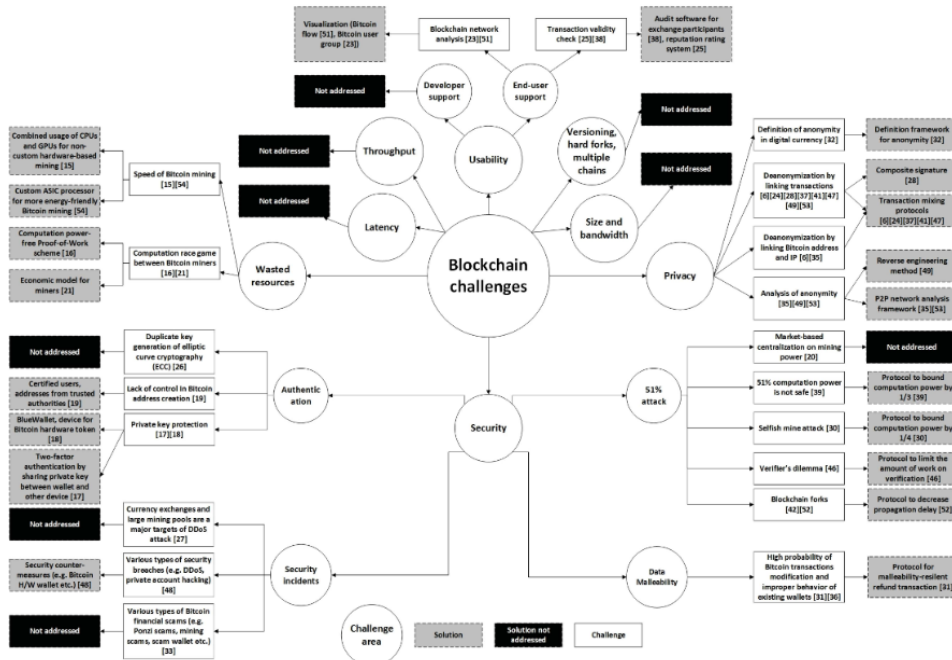 Visualization (Bitcoin
flow [51], Bitcoin user
group [23])
Blockchain network
analysis [23][51]
Transaction validity
check [25][38]
Audit software for
exchange participants
[38], reputation rating
system [25]
Not addressed
Developer
support
End-user
support
Not addressed
Throughput
Usability
Versioning,
hard forks,
multiple
chains
Not addressed
Not addressed
Latency
Size and
bandwidth
Not addressed
Combined usage of CPUs
and GPUs for non-
custom hardware-based
mining [15]
Custom ASIC processor
for more energy-friendly
Bitcoin mining [54]
Speed of Bitcoin mining
[15][54]
Computation power-
free Proof-of-Work
scheme [16]
Economic model for
miners [21]
Computation race game
between Bitcoin miners
[16][21]
Wasted
resources
Blockchain
challenges
Privacy
Definition of anonymity
in digital currency [32]
Definition framework
for anonymity [32]
Deanonymization by
linking transactions
[6][24][28][37][41][47]
[49][53]
Composite signature
[28]
Transaction mixing
protocols
[6][24][37][41][47]
Deanonymization by
linking Bitcoin address
and IP [6][35]
Analysis of anonymity
[35][49][53]
Reverse
engineering
method [49]
P2P network analysis
framework [35][53]
Not addressed
Duplicate key
generation of elliptic
curve cryptography
(ECC) [26]
Certified users,
addresses from trusted
authorities [19]
Lack of control in Bitcoin
address creation [19]
BlueWallet, device for
Bitcoin hardware token
[18]
Private key protection
[17][18]
Two-factor
authentication by
sharing private key
between wallet and
other device [17]
Authentic
ation
Security
51%
attack
Market-based
centralization on mining
power [20]
Not addressed
51% computation power
is not safe [39]
Protocol to bound
computation power by
1/3 [39]
Selfish mine attack [30]
Protocol to bound
computation power by
1/4 [30]
Verifier's dilemma [46]
Protocol to limit the
amount of work on
verification [46]
Blockchain forks
[42][52]
Protocol to decrease
propagation delay [52]
Not addressed
Currency exchanges and
large mining pools are a
major targets of DDoS
attack [27]
Security counter-
measures (e.g. Bitcoin
H/W wallet etc.) [48]
Various types of security
breaches (e.g. DDoS,
private account hacking)
[48]
Not addressed
Various types of Bitcoin
financial scams (e.g.
Ponzi scams, mining
scams, scam wallet etc.)
[33]
Security
incidents
Data
Malleability
High probability of
Bitcoin transactions
modification and
improper behavior of
existing wallets [31][36]
Protocol for
malleability-resilient
refund transaction [31]
Challenge
area
Solution
Solution not
addressed
Challenge